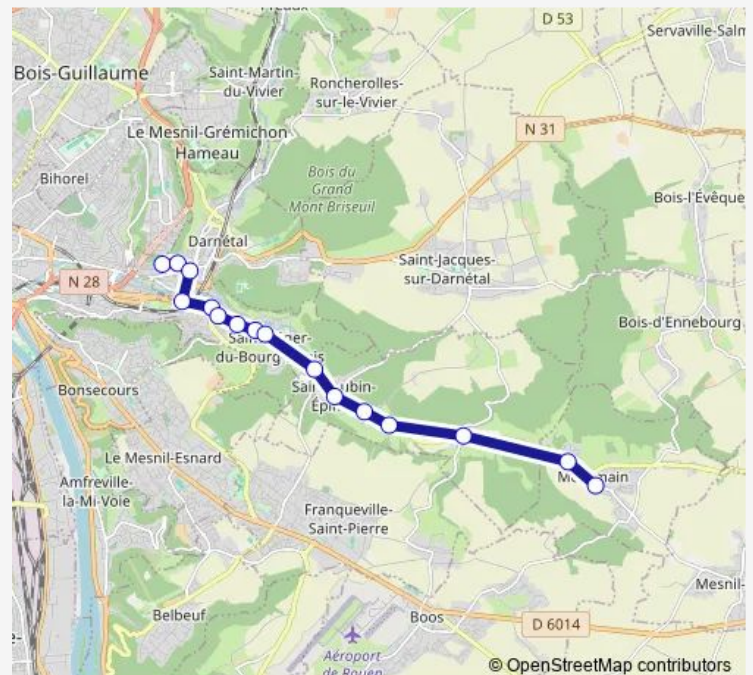 Préaux
D 53
Servaville-Salm
Bois-Guillaume
Saint-Martin-
du-Vivier
Roncherolles-
sur-le-Vivier
Le Mesnil-Grémichon
Hameau
N 31
Bihorel
Bois du
Grand
Mont Briseuil
Bois-l'Évêque
Darnétal
Saint-Jacques-
sur-Darnétal
N 28
Bois-d'Ennebourg
du-Bourg
Bonsecours
Le Mesnil-Esnard
Amfreville-
la-Mi-Voie
Franqueville-
Saint-Pierre
Mesnil-
Belbeuf
Boos
D 6014
Aéroport
de Rouen
© OpenStreetMap contributors